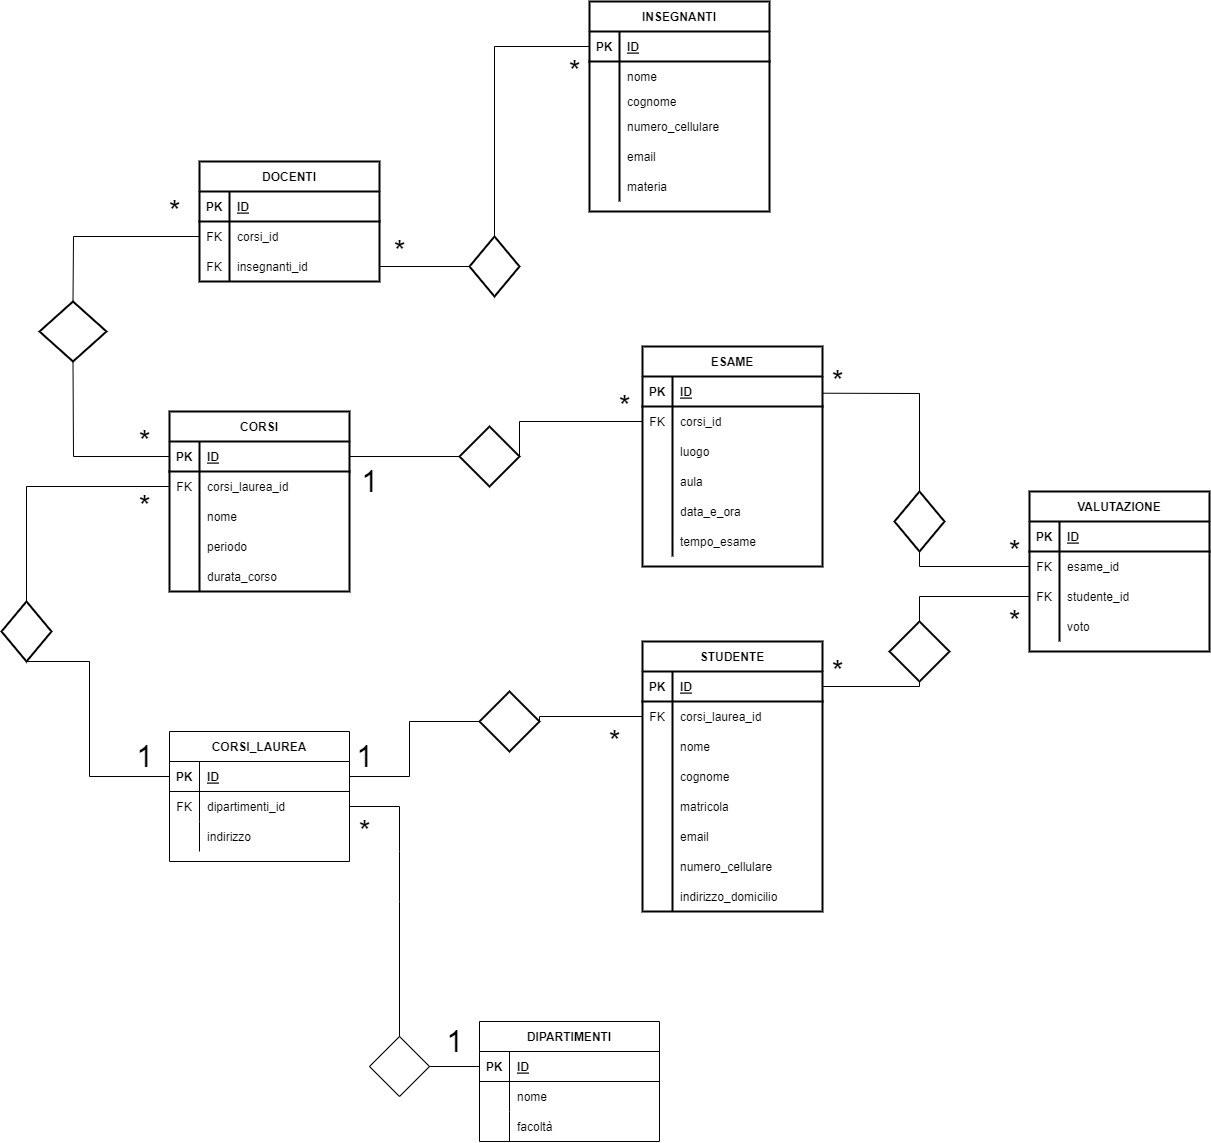 INSEGNANTI
PK ID
*
nome
cognome
numero_cellulare
email
materia
DOCENTI
* PK ID
FK corsi_id
*
FK insegnanti_id
ESAME
PK ID
*
*
FK corsi_id
luogo
aula
data_e_ora
tempo_esame
CORSI
*
PK ID
1
FK corsi_laurea_id
*
nome
periodo
durata_corso
VALUTAZIONE
PK ID
*
FK esame_id
FK studente_id
*
voto
STUDENTE
*
PK ID
FK corsi_laurea_id
*
nome
cognome
matricola
email
numero_cellulare
indirizzo_domicilio
CORSI_LAUREA
1 1
PK ID
FK dipartimenti_id
*
indirizzo
DIPARTIMENTI
1
PK ID
nome
facoltà